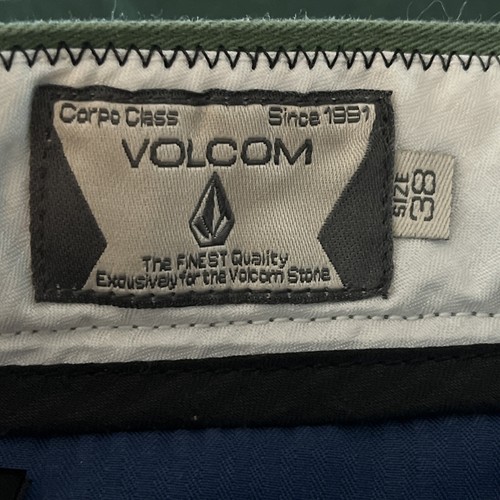 Corpo Class Since 1991
VOLCOM
The FiNEST Quality
Exclusively for the Volcom Stone
SIZE
38